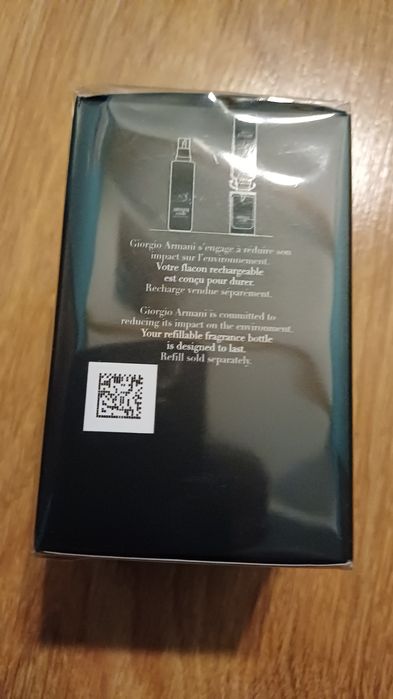 Giorgio Armani s'engage à réduire son
impact sur l'environnement.
Votre flacon rechargeable
est conçu pour durer.
Recharge vendue séparement.
Giorgio Armani is committed to
reducing its impact on the environment.
Your refillable fragrance bottle
is designed to last.
Refill sold separately.